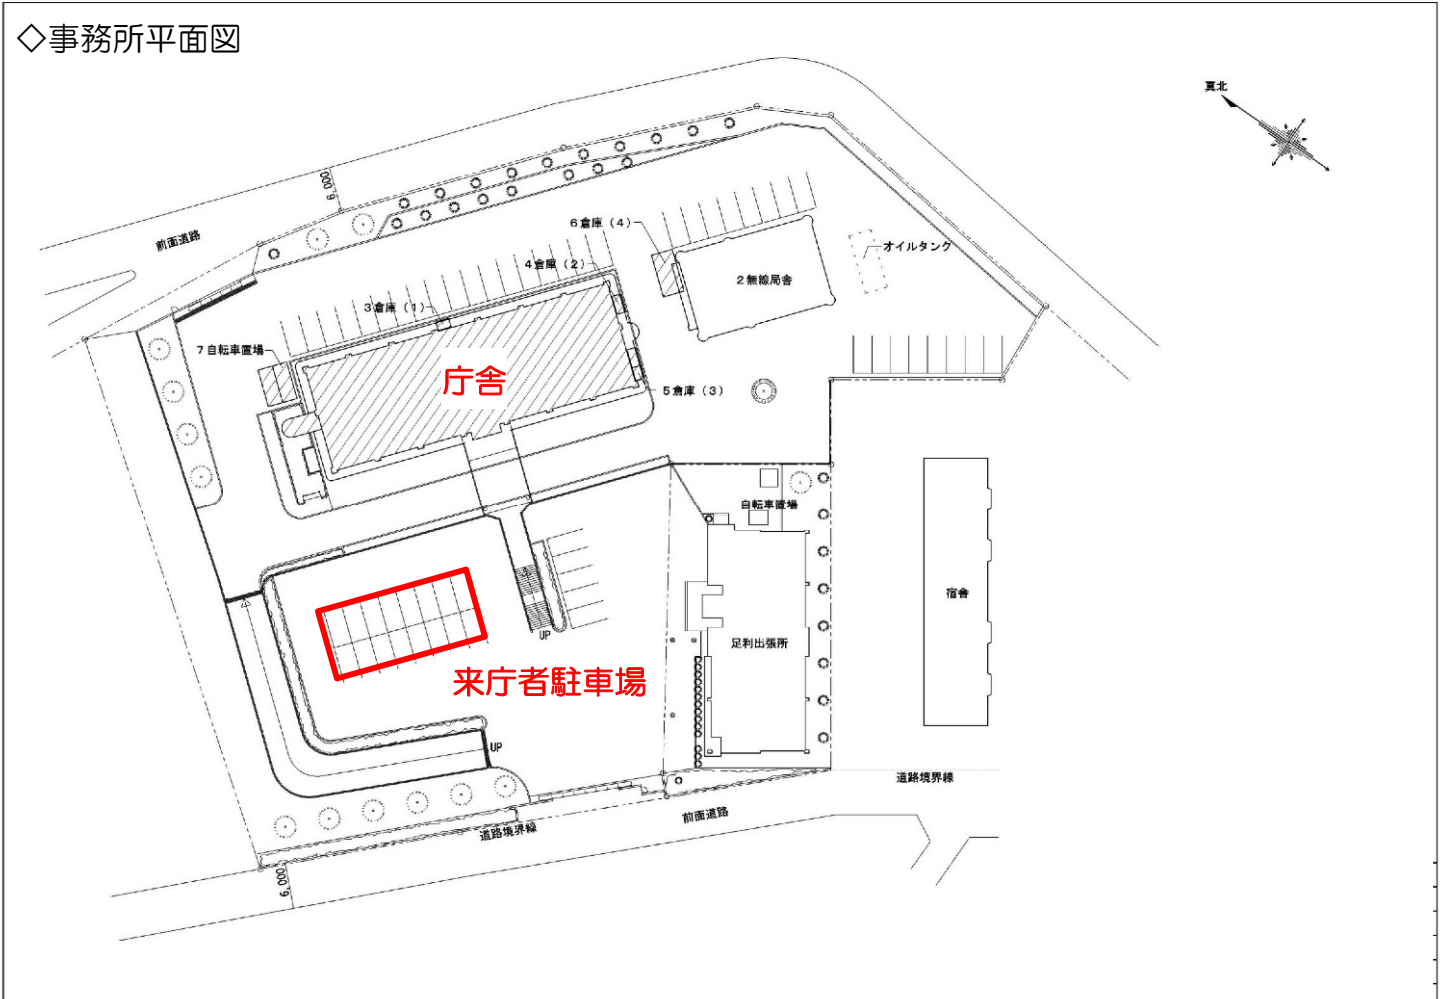 ◇事務所平面図
真北
6,000
前面道路
6倉庫（4）
オイルタンク
4倉庫（2）
2無線局舎
3倉庫（1）
7自転車置場
庁舎
5倉庫（3）
自転車置場
宿舎
UP
足利出張所
来庁者駐車場
UP
道路境界線
前面道路
道路境界線
6,000